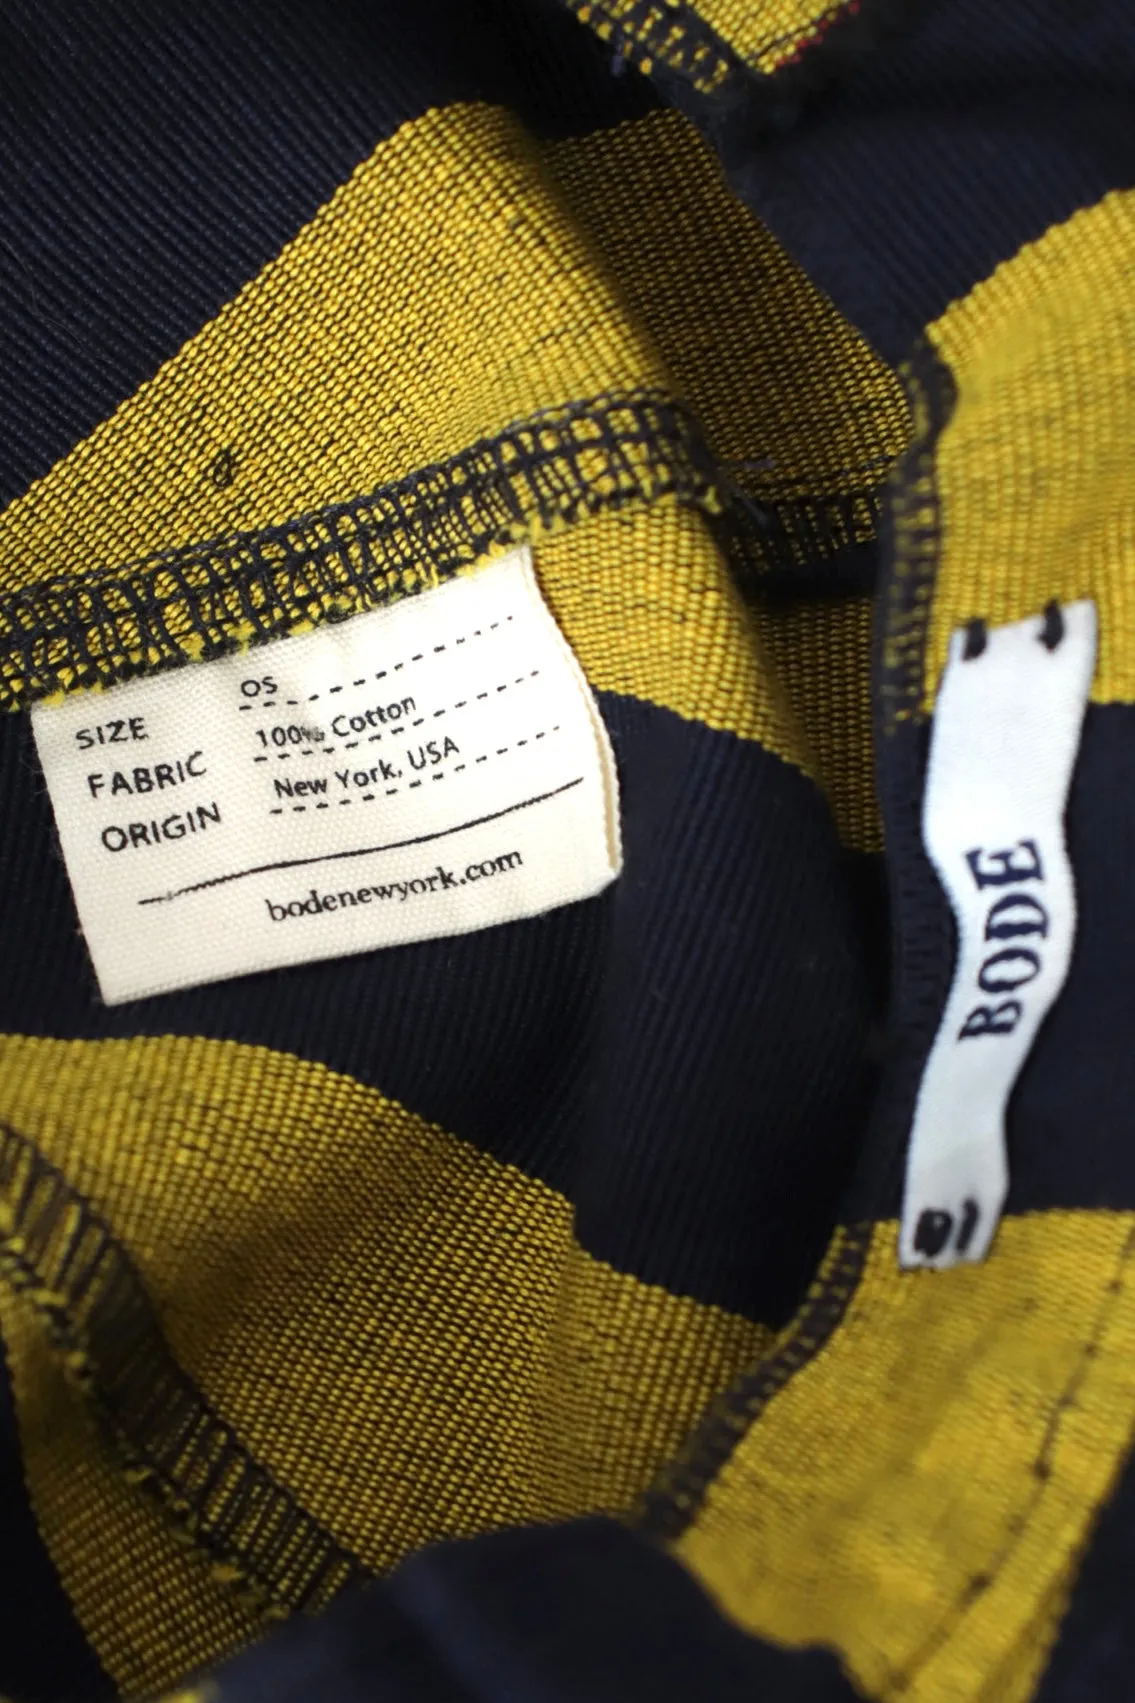 SIZE OS
FABRIC 100% Cotton
ORIGIN New York, USA
bodenewyork.com
BODE